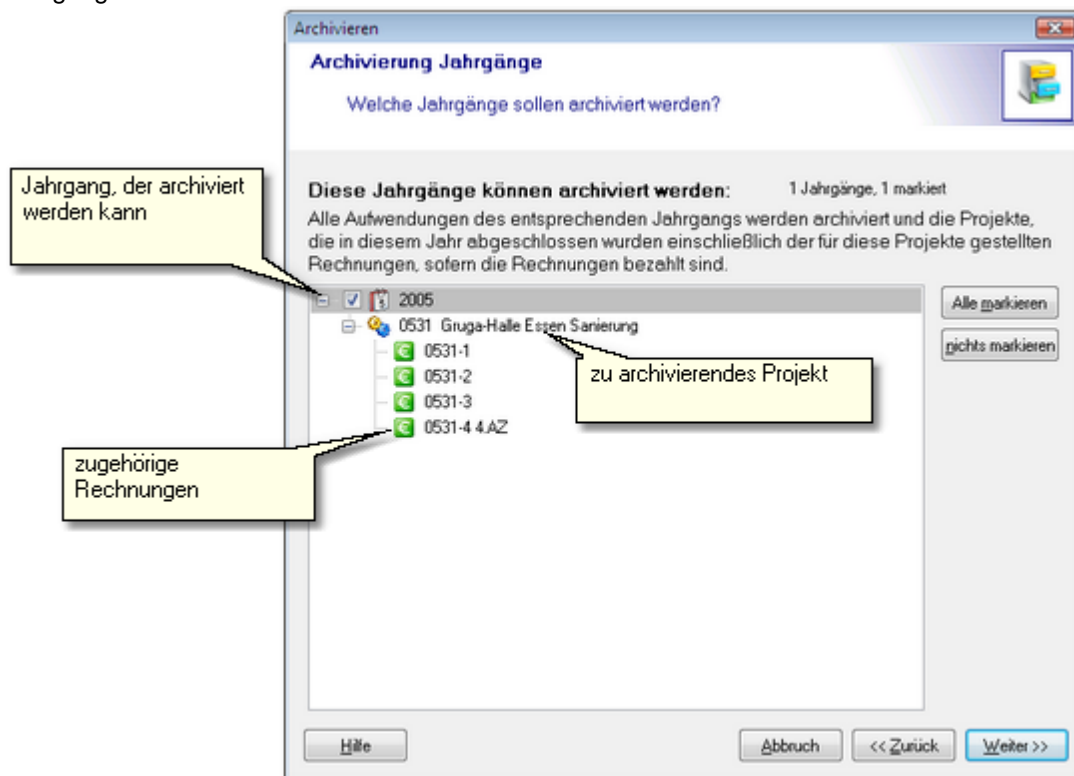 Archivieren
Archivierung Jahrgänge
Welche Jahrgänge sollen archiviert werden?
Jahrgang, der archiviert
werden kann
Diese Jahrgänge können archiviert werden: 1 Jahrgänge, 1 markiert
Alle Aufwendungen des entsprechenden Jahrgangs werden archiviert und die Projekte,
die in diesem Jahr abgeschlossen wurden einschließlich der für diese Projekte gestellten
Rechnungen, sofern die Rechnungen bezahlt sind.
2005
Alle markieren
0531 Gruga-Halle Essen Sanierung
nichts markieren
0531-1
0531-2
zu archivierendes Projekt
0531-3
0531-4 4.AZ
zugehörige
Rechnungen
Hilfe
Abbruch
<< Zurück
Weiter >>